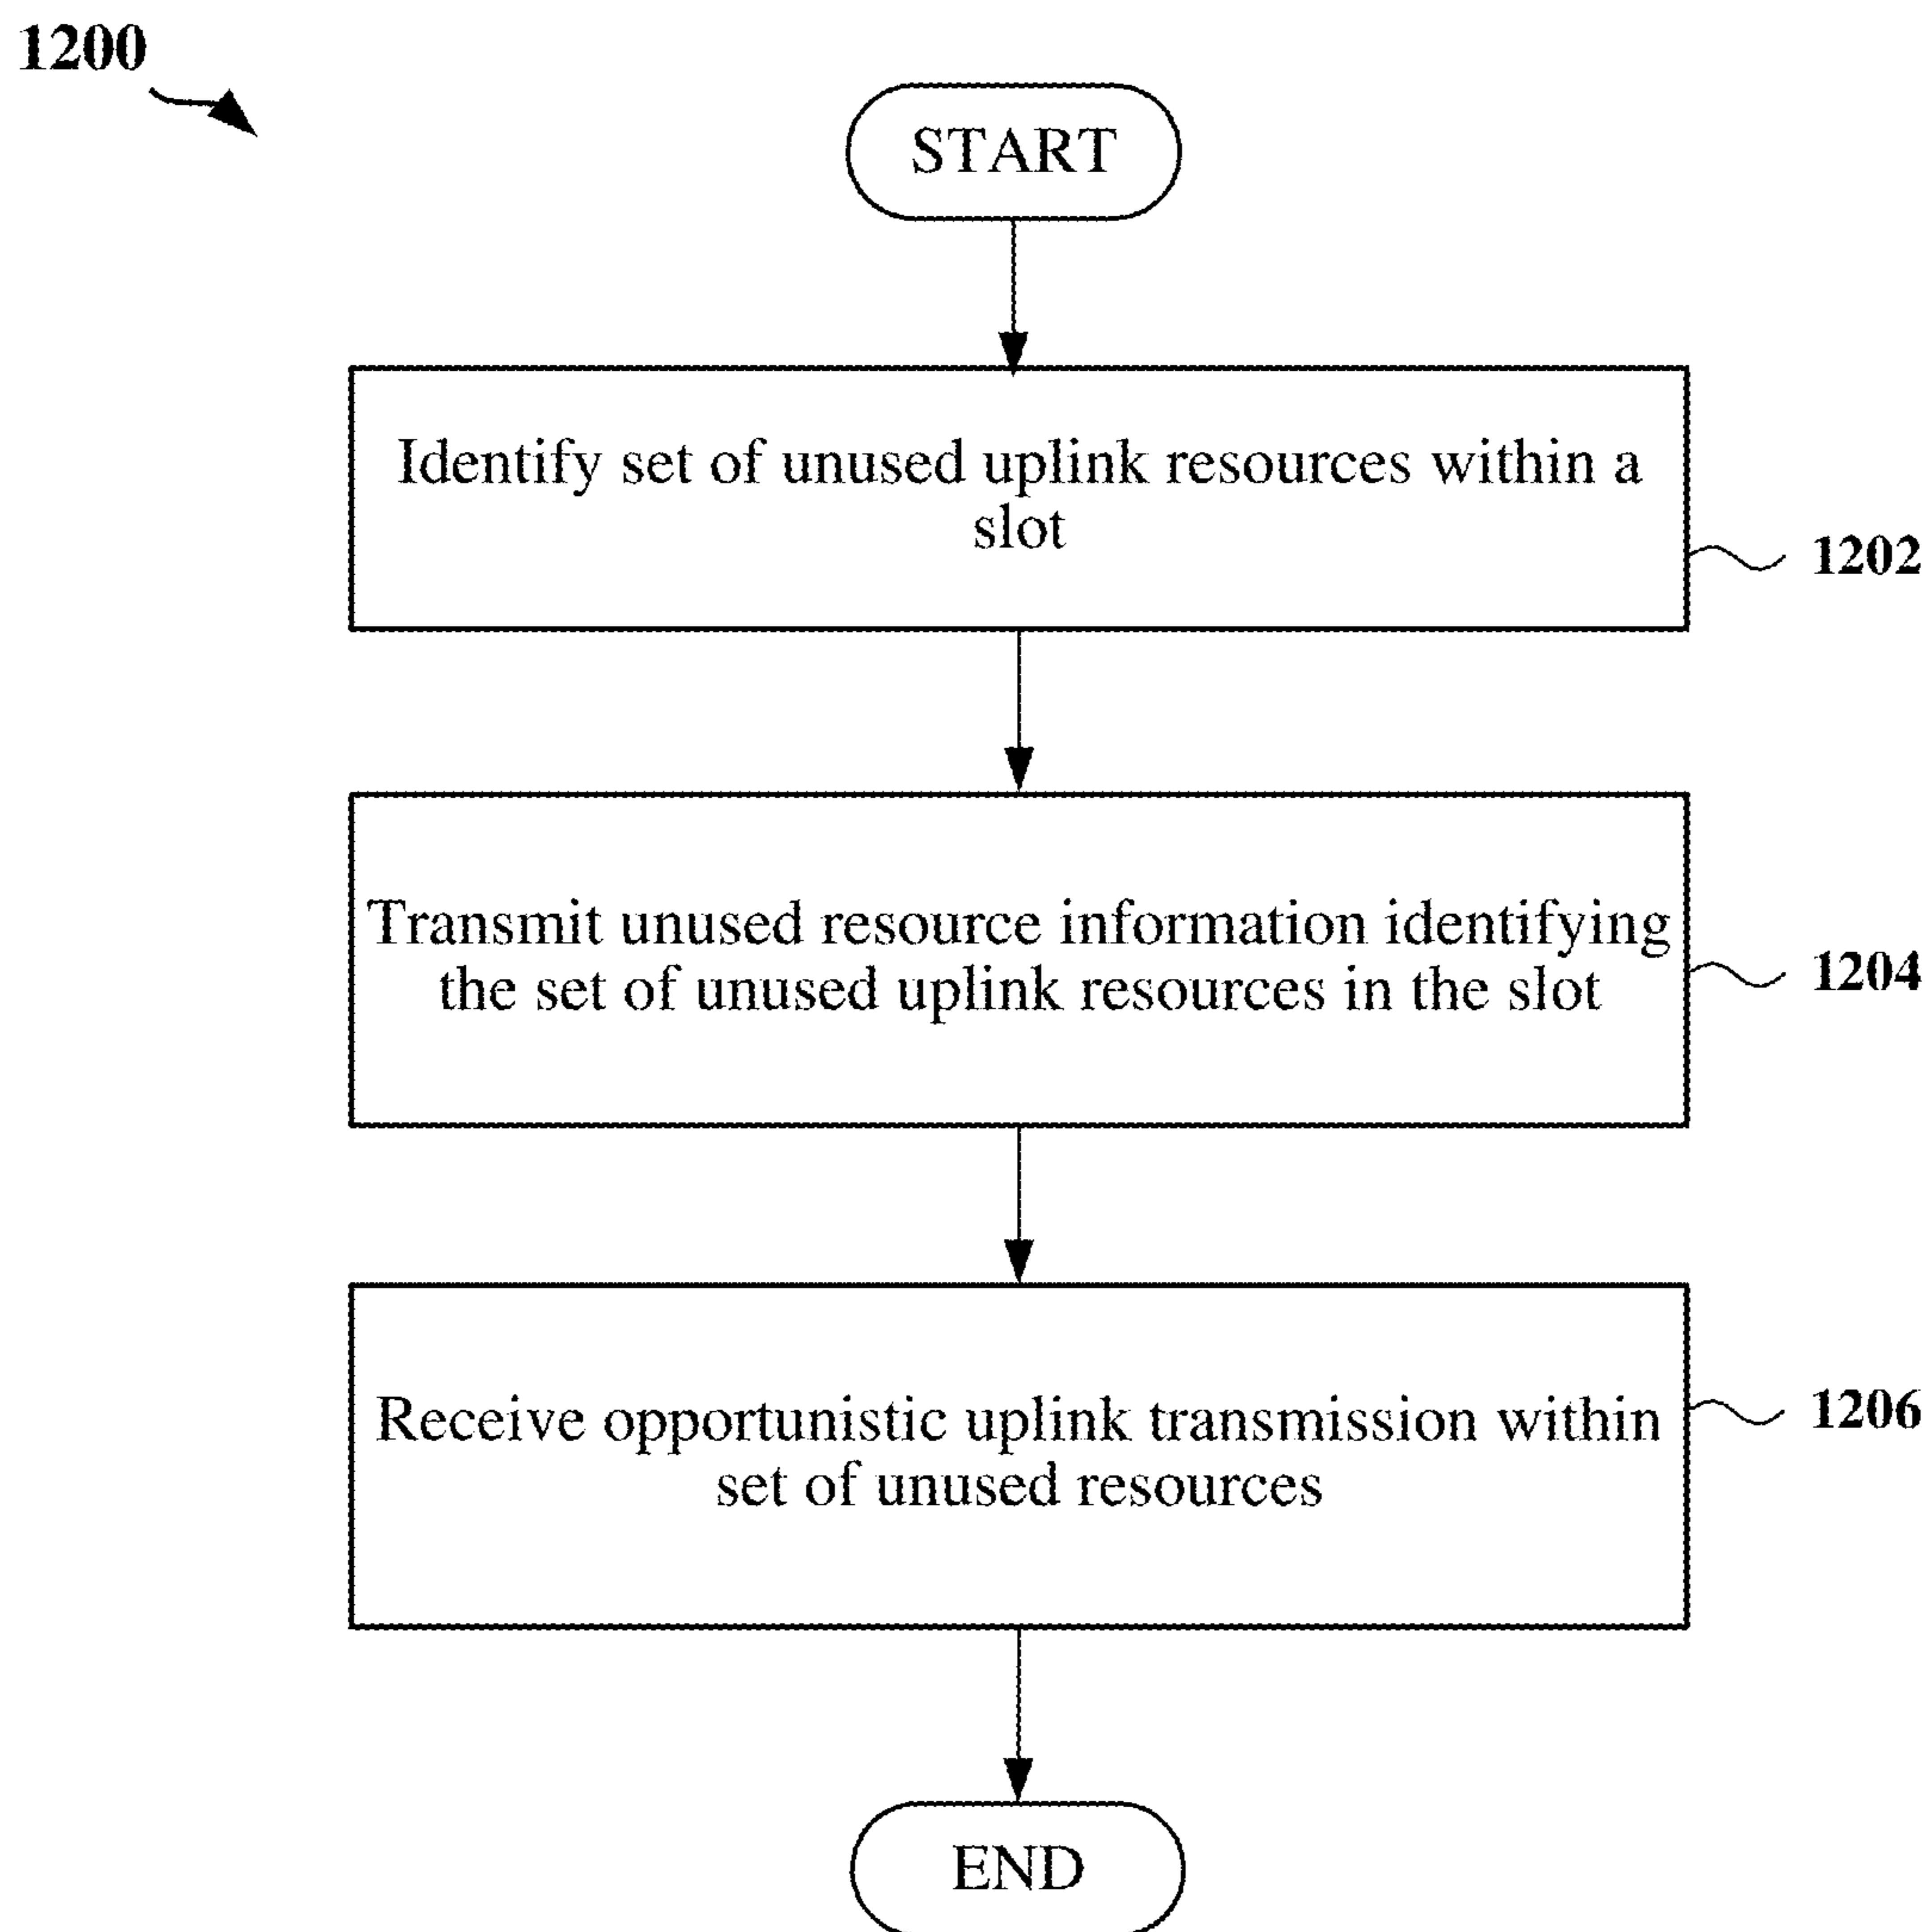 1200
START
Identify set of unused uplink resources within a
slot
1202
Transmit unused resource information identifying
the set of unused uplink resources in the slot
1204
Receive opportunistic uplink transmission within
set of unused resources
1206
END